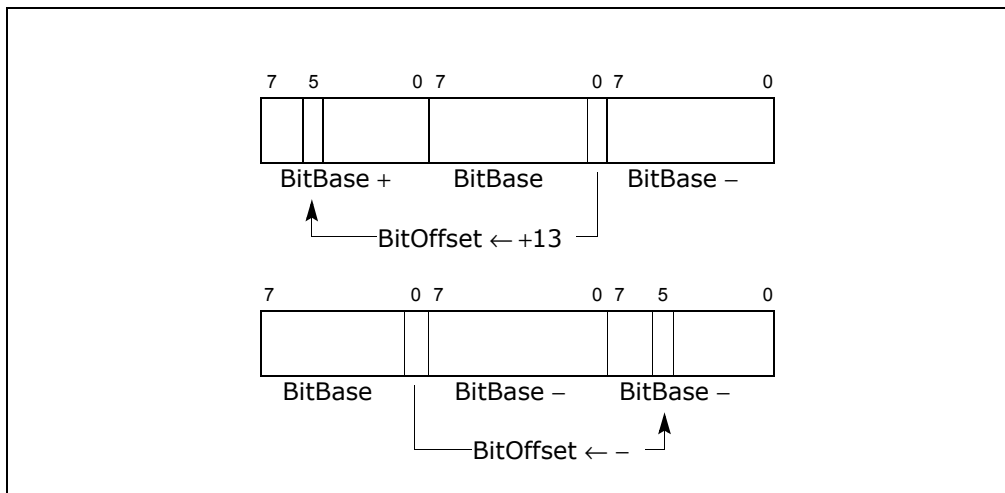 7 5 0 7 0 7 0
BitBase + BitBase BitBase −
BitOffset ← +13
7 0 7 0 7 5 0
BitBase BitBase − BitBase −
BitOffset ← −